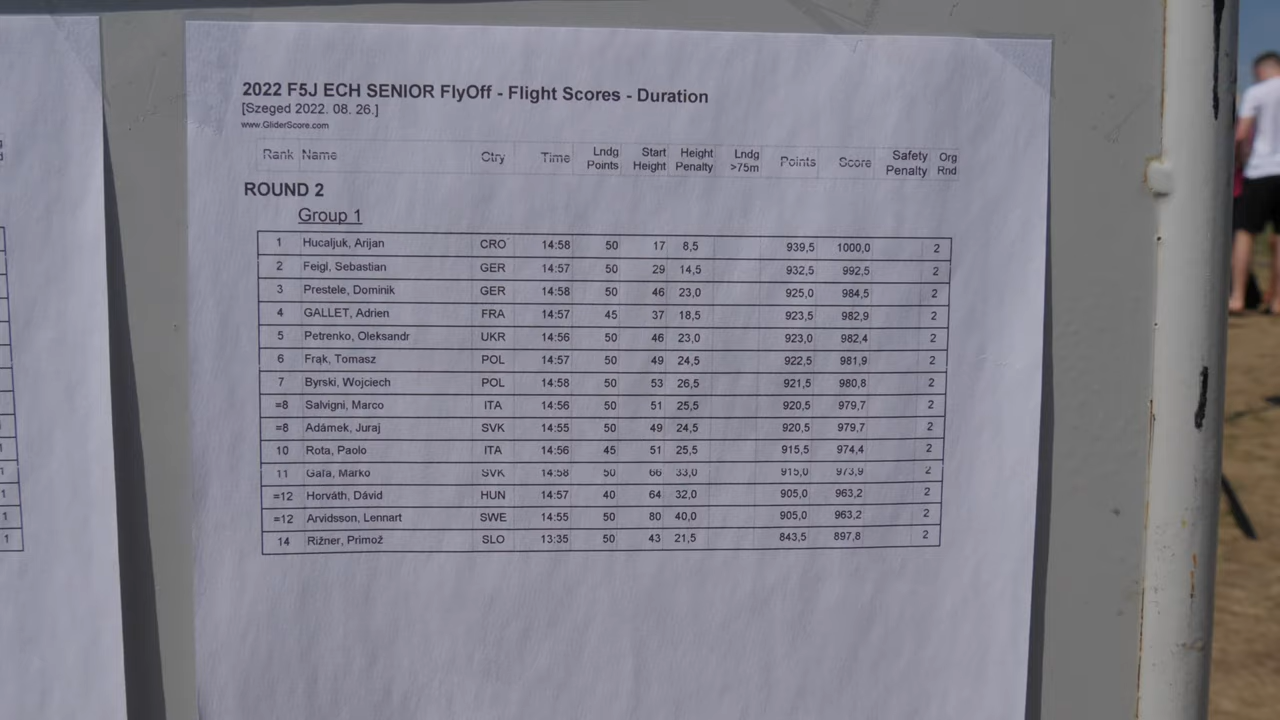 2022 F5J ECH SENIOR FlyOff - Flight Scores - Duration
[Szeged 2022. 08. 26.]
www.GliderScore.com
Rank Name Ctry Time Lndg Points Start Height Height Penalty Lndg >75m Points Score Safety Penalty Org Rnd
ROUND 2
Group 1
1 Hucaljuk, Arijan CRO 14:58 50 17 8,5 939,5 1000,0 2
2 Feigl, Sebastian GER 14:57 50 29 14,5 932,5 992,5 2
3 Prestele, Dominik GER 14:58 50 46 23,0 925,0 984,5 2
4 GALLET, Adrien FRA 14:57 45 37 18,5 923,5 982,9 2
5 Petrenko, Oleksandr UKR 14:56 50 46 23,0 923,0 982,4 2
6 Frąk, Tomasz POL 14:57 50 49 24,5 922,5 981,9 2
7 Byrski, Wojciech POL 14:58 50 53 26,5 921,5 980,8 2
=8 Salvigni, Marco ITA 14:56 50 51 25,5 920,5 979,7 2
=8 Adámek, Juraj SVK 14:55 50 49 24,5 920,5 979,7 2
10 Rota, Paolo ITA 14:56 45 51 25,5 915,5 974,4 2
11 Gaľa, Marko SVK 14:58 50 66 33,0 915,0 973,9 2
=12 Horváth, Dávid HUN 14:57 40 64 32,0 905,0 963,2 2
=12 Arvidsson, Lennart SWE 14:55 50 80 40,0 905,0 963,2 2
14 Rižner, Primož SLO 13:35 50 43 21,5 843,5 897,8 2